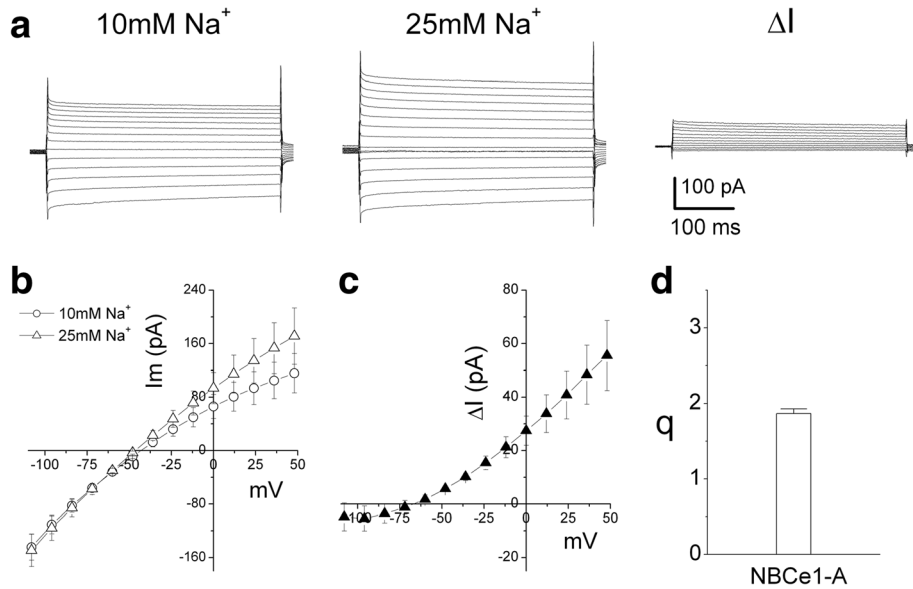 a
10mM Na+
25mM Na+
ΔI
100 pA
100 ms
b
10mM Na+
25mM Na+
Im (pA)
240
160
80
0
-80
-160
-100
-75
-50
-25
0
25
50
mV
c
ΔI (pA)
80
60
40
20
0
-20
-100
-75
-50
-25
0
25
50
mV
d
q
3
2
1
0
NBCe1-A